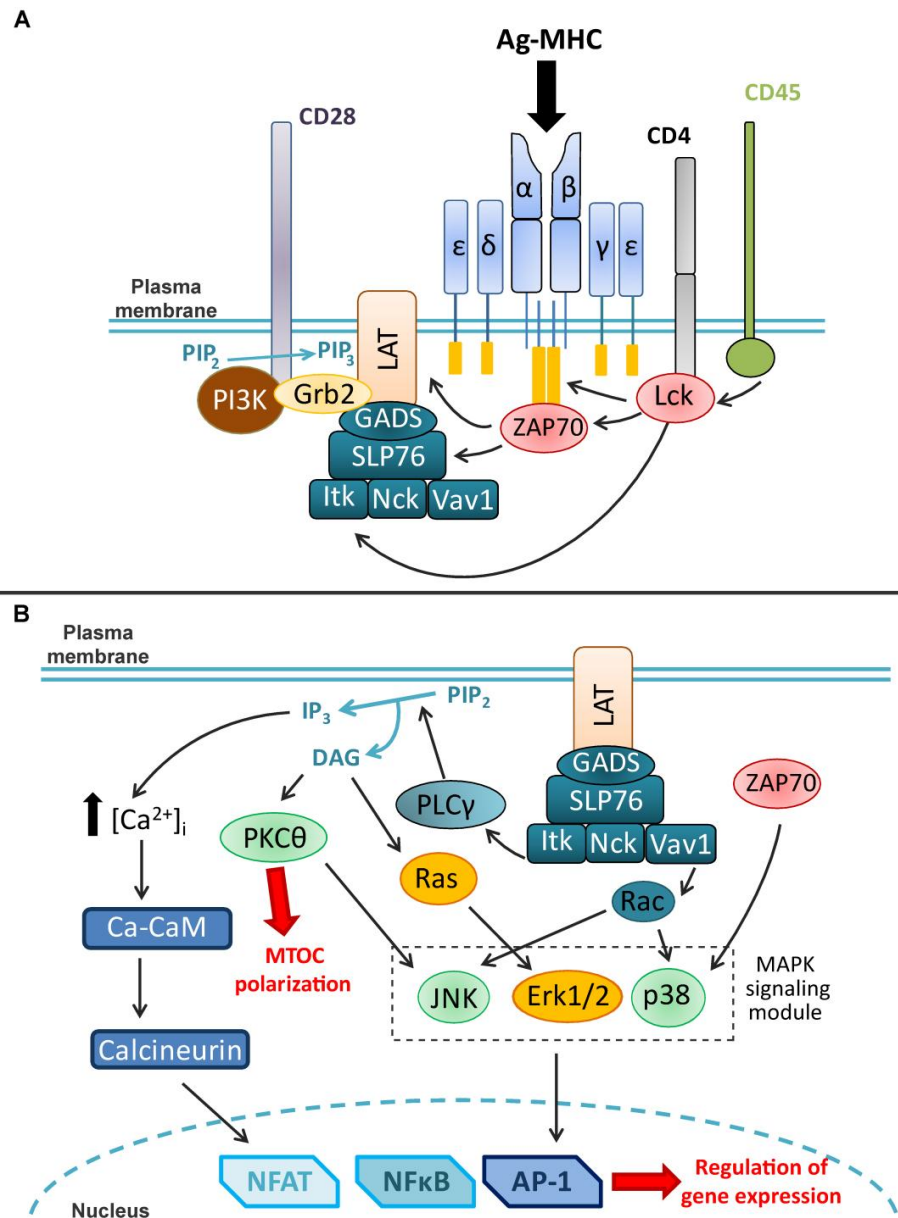 A
Ag-MHC
CD28
CD4
CD45
α
β
ε
δ
γ
ε
Plasma
membrane
PIP2
PIP3
LAT
PI3K
Grb2
GADS
SLP76
Itk
Nck
Vav1
ZAP70
Lck
B
Plasma
membrane
IP3
PIP2
DAG
LAT
GADS
SLP76
Itk
Nck
Vav1
ZAP70
PLCγ
[Ca2+]i
PKCθ
Ras
Rac
Ca-CaM
MTOC
polarization
JNK
Erk1/2
p38
MAPK
signaling
module
Calcineurin
NFAT
NFκB
AP-1
Regulation of
gene expression
Nucleus